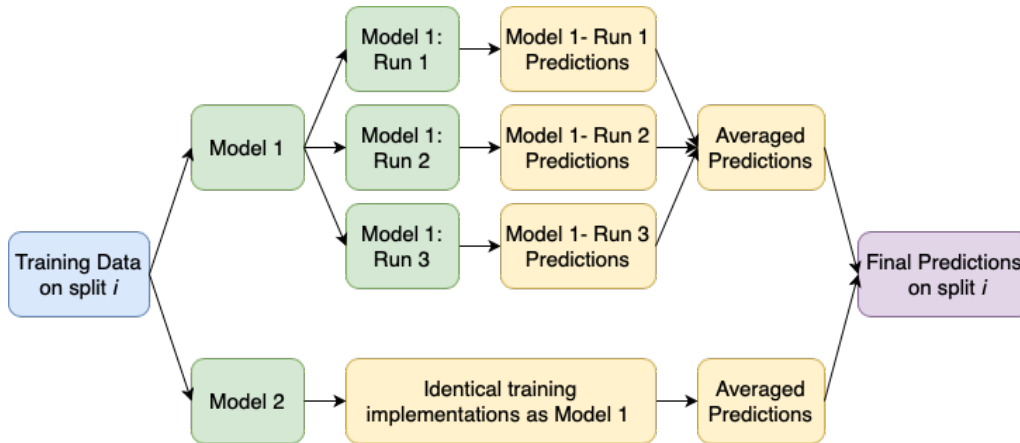 Model 1:
Run 1
Model 1- Run 1
Predictions
Model 1
Model 1:
Run 2
Model 1- Run 2
Predictions
Averaged
Predictions
Model 1:
Run 3
Model 1- Run 3
Predictions
Training Data
on split i
Final Predictions
on split i
Model 2
Identical training
implementations as Model 1
Averaged
Predictions